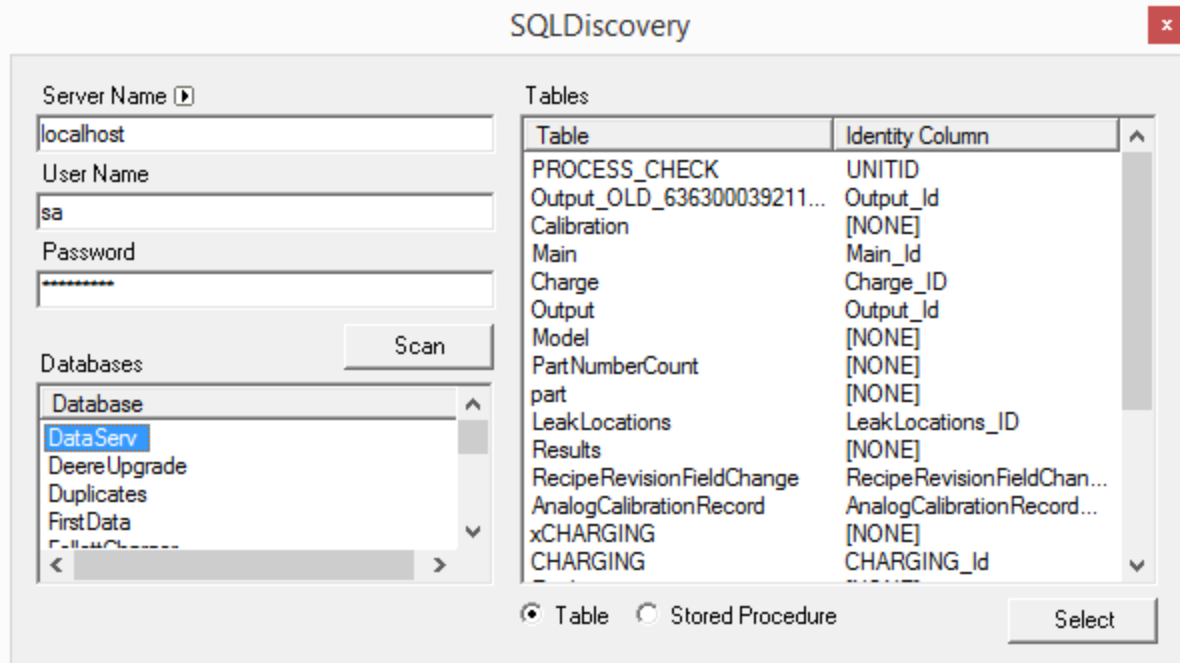 SQLDiscovery
x
Server Name
localhost
User Name
sa
Password
*********
Scan
Databases
Database
DataServ
DeereUpgrade
Duplicates
FirstData
Tables
Table Identity Column
PROCESS_CHECK UNITID
Output_OLD_636300039211... Output_Id
Calibration [NONE]
Main Main_Id
Charge Charge_ID
Output Output_Id
Model [NONE]
PartNumberCount [NONE]
part [NONE]
LeakLocations LeakLocations_ID
Results [NONE]
RecipeRevisionFieldChange RecipeRevisionFieldChan...
AnalogCalibrationRecord AnalogCalibrationRecord...
xCHARGING [NONE]
CHARGING CHARGING_Id
Table Stored Procedure
Select